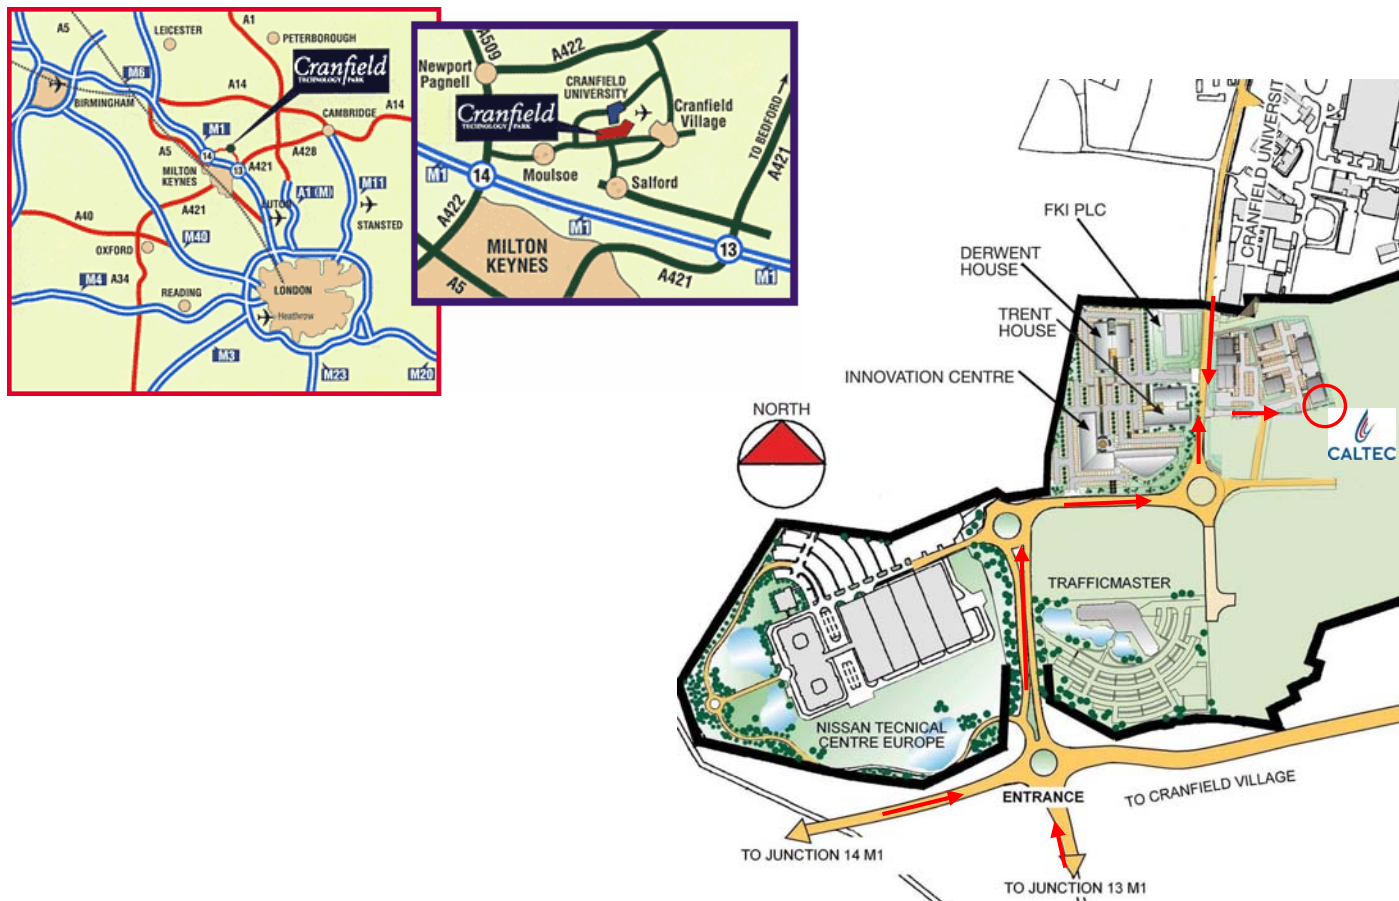 A5
LEICESTER
A1
PETERBOROUGH
M6
Cranfield
TECHNOLOGY PARK
BIRMINGHAM
A14
CAMBRIDGE
A14
M1
A5
14
A428
13
A421
MILTON
KEYNES
A1 (M)
M11
LUTON
STANSTED
A421
A40
M40
OXFORD
M4
A34
READING
LONDON
Heathrow
M3
M23
M20
A509
A422
Newport
Pagnell
CRANFIELD
UNIVERSITY
Cranfield
TECHNOLOGY PARK
Cranfield
Village
TO BEDFORD
A421
M1
14
Moulsoe
Salford
A422
M1
MILTON
KEYNES
13
A421
A5
M1
CRANFIELD UNIVERSIT
FKI PLC
DERWENT
HOUSE
TRENT
HOUSE
INNOVATION CENTRE
NORTH
CALTEC
TRAFFICMASTER
NISSAN TECNICAL
CENTRE EUROPE
ENTRANCE
TO CRANFIELD VILLAGE
TO JUNCTION 14 M1
TO JUNCTION 13 M1